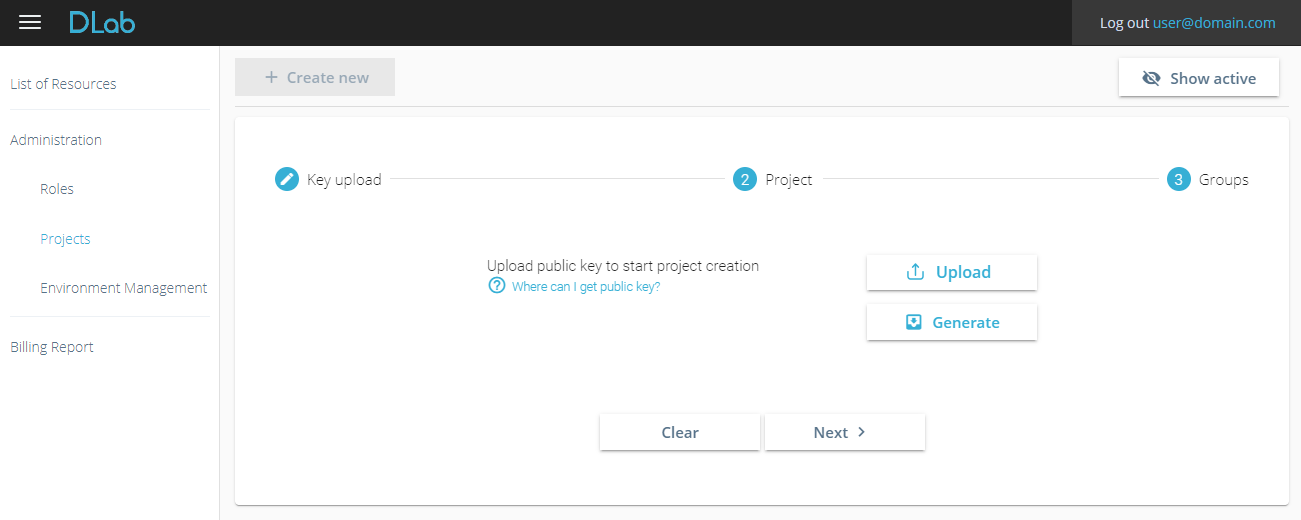 DLab
Log out user@domain.com
List of Resources
Administration
Roles
Projects
Environment Management
Billing Report
+ Create new
Show active
Key upload
2 Project
3 Groups
Upload public key to start project creation
Where can I get public key?
Upload
Generate
Clear
Next >